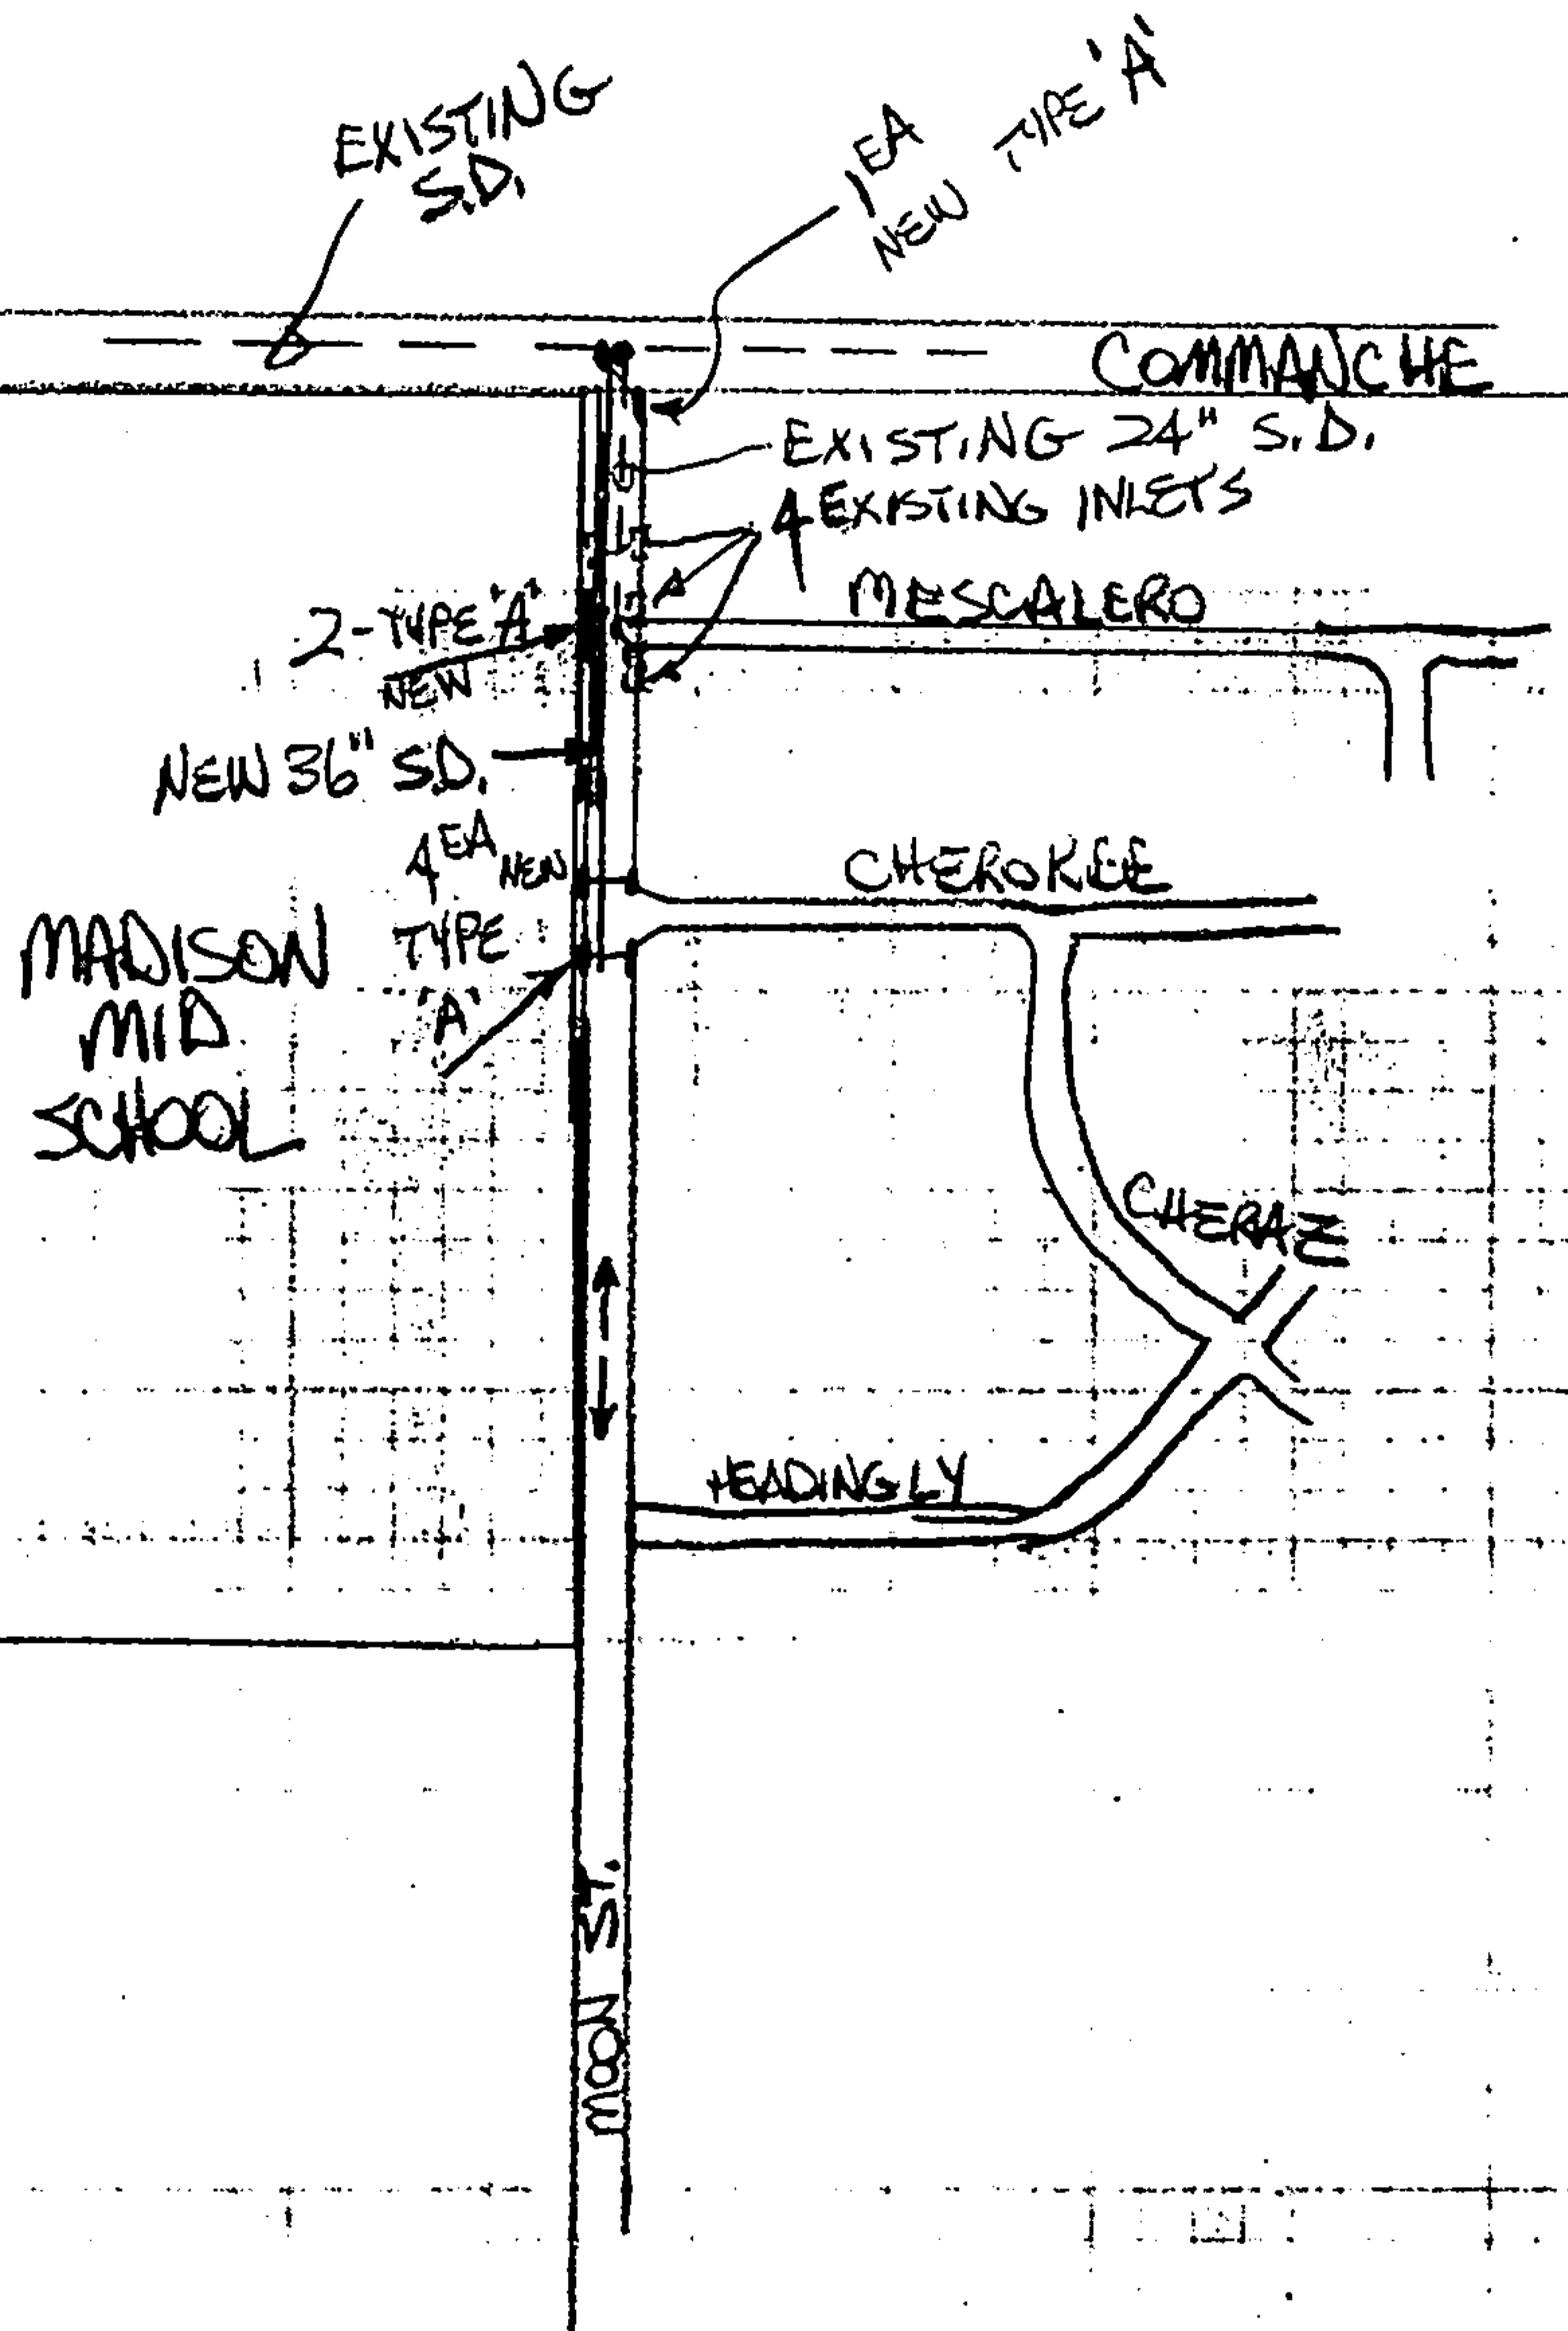 EXISTING
S.D.
1 EA
NEW TYPE 'A'
COMMANCHE
EXISTING 24" S.D.
4 EXISTING INLETS
MESCALERO
2-TYPE 'A'
NEW
NEW 36" S.D.
4 EA NEW
TYPE
'A'
CHEROKEE
MADISON
MID
SCHOOL
CHERAZ
HEADINGLY
MOON ST.